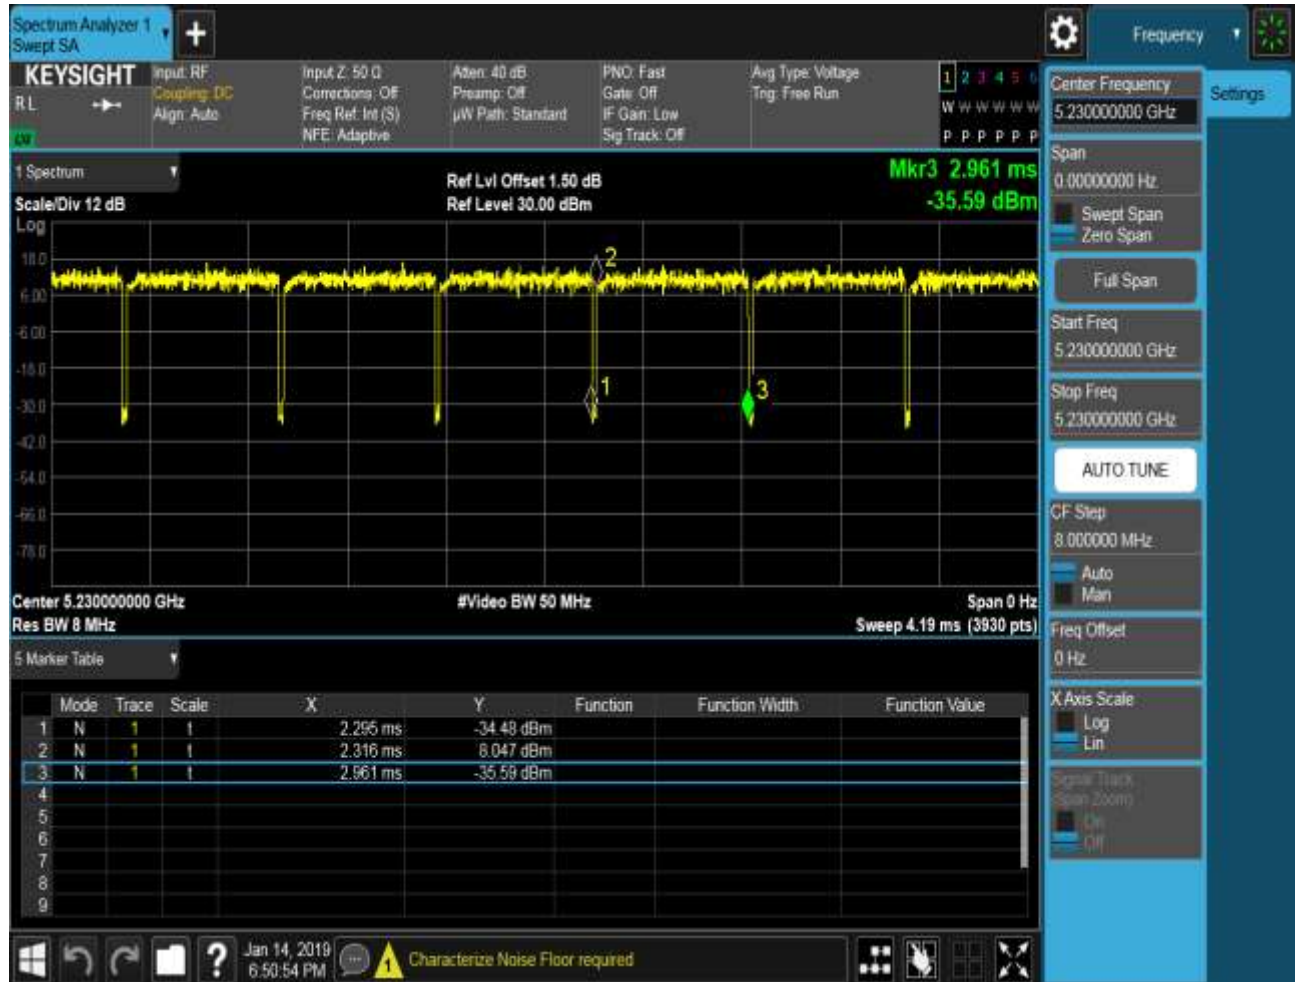 Spectrum Analyzer 1
Swept SA
+
Frequency
KEYSIGHT
RL
Input: RF
Coupling: DC
Align: Auto
Input Z: 50 Ω
Corrections: Off
Freq Ref: Int (S)
NFE: Adaptive
Atten: 40 dB
Preamp: Off
µW Path: Standard
PNO: Fast
Gate: Off
IF Gain: Low
Sig Track: Off
Avg Type: Voltage
Trig: Free Run
1 2 3 4 5 6
W W W W W W
P P P P P P
1 Spectrum
Scale/Div 12 dB
Log
Ref Lvl Offset 1.50 dB
Ref Level 30.00 dBm
Mkr3 2.961 ms
-35.59 dBm
18.0
6.00
-6.00
-18.0
-30.0
-42.0
-54.0
-66.0
-78.0
2
1
3
Center 5.230000000 GHz
Res BW 8 MHz
#Video BW 50 MHz
Span 0 Hz
Sweep 4.19 ms (3930 pts)
5 Marker Table
Mode Trace Scale X Y Function Function Width Function Value
1 N 1 t 2.295 ms -34.48 dBm
2 N 1 t 2.316 ms 8.047 dBm
3 N 1 t 2.961 ms -35.59 dBm
4
5
6
7
8
9
?
Jan 14, 2019
6:50:54 PM
1
Characterize Noise Floor required
Center Frequency
5.230000000 GHz
Settings
Span
0.00000000 Hz
Swept Span
Zero Span
Full Span
Start Freq
5.230000000 GHz
Stop Freq
5.230000000 GHz
AUTO TUNE
CF Step
8.000000 MHz
Auto
Man
Freq Offset
0 Hz
X Axis Scale
Log
Lin
Signal Track
(Span Zoom)
On
Off